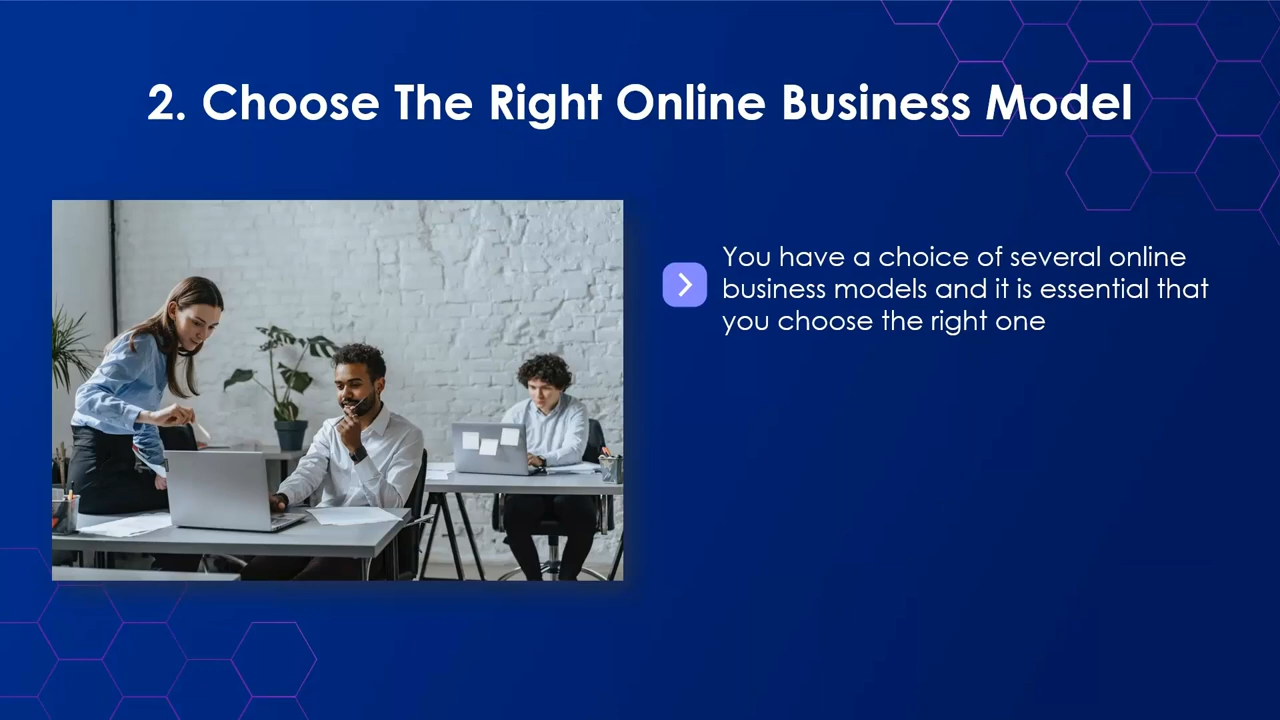 2. Choose The Right Online Business Model
You have a choice of several online
business models and it is essential that
you choose the right one